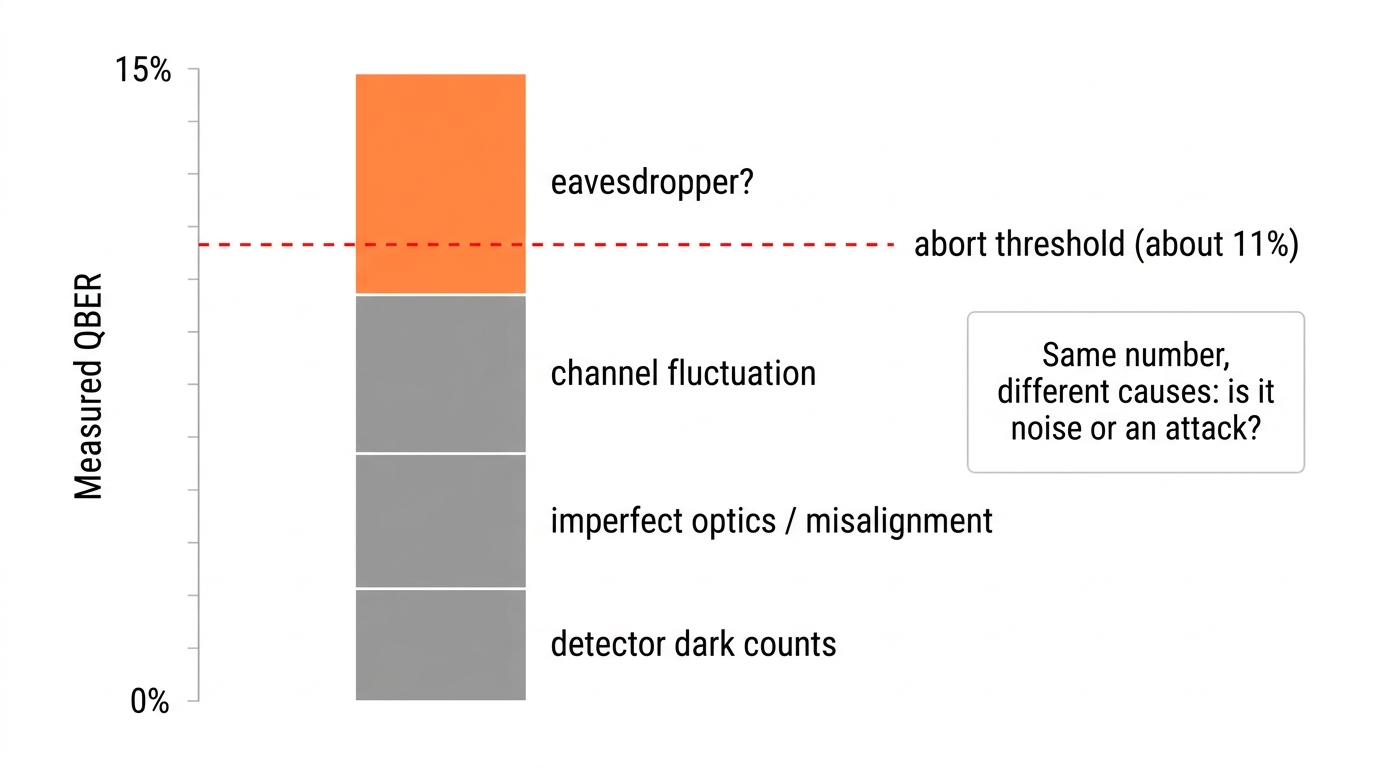 15%
eavesdropper?
abort threshold (about 11%)
Measured QBER
Same number,
different causes: is it
noise or an attack?
channel fluctuation
imperfect optics / misalignment
detector dark counts
0%